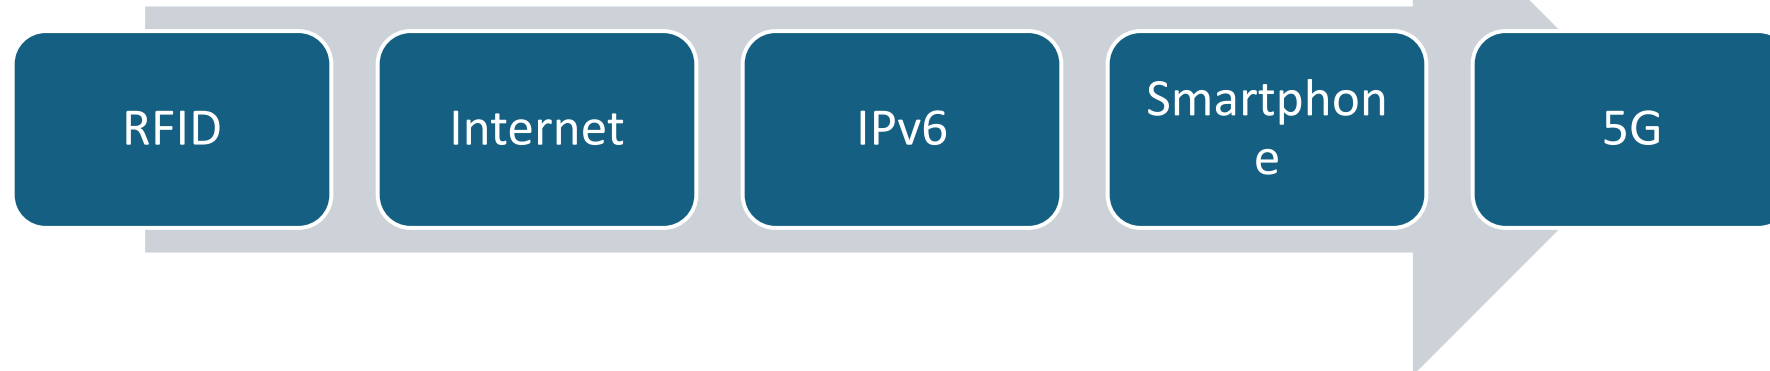 RFID
Internet
IPv6
Smartphon
e
5G